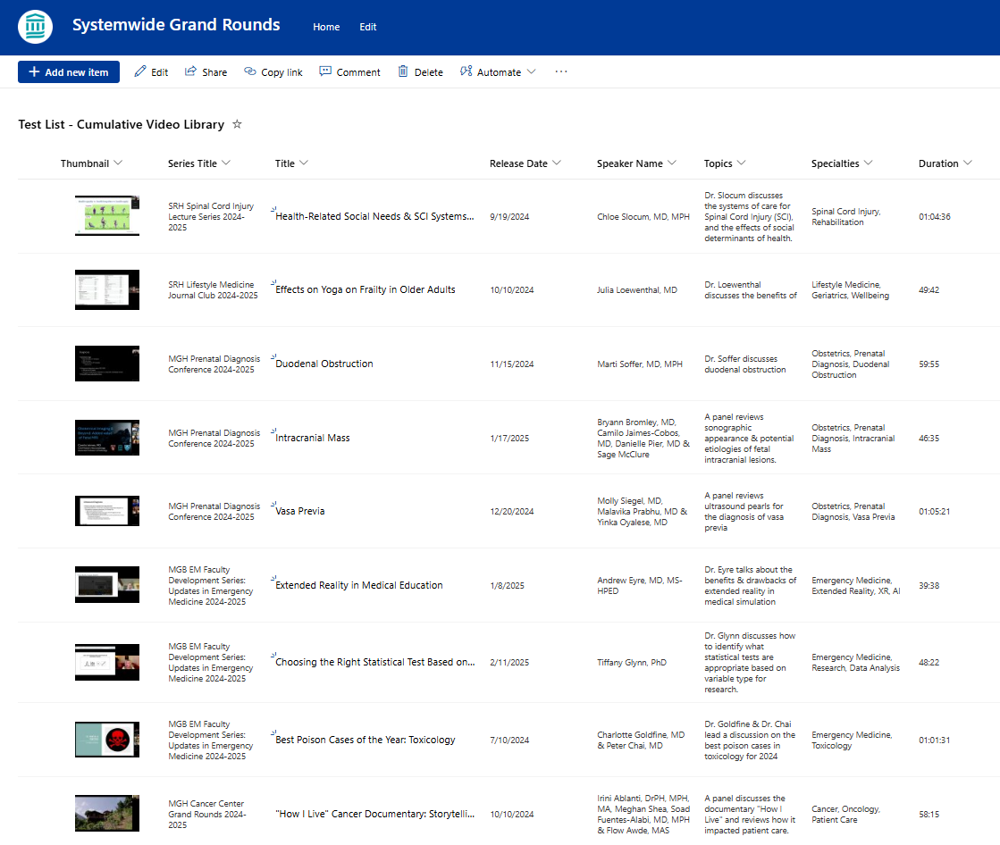 Systemwide Grand Rounds
Home
Edit
Add new item
Edit
Share
Copy link
Comment
Delete
Automate
Test List - Cumulative Video Library
Thumbnail
Series Title
Title
Release Date
Speaker Name
Topics
Specialties
Duration
SRH Spinal Cord Injury
Lecture Series 2024-
2025
Health-Related Social Needs & SCI Systems...
9/19/2024
Chloe Slocum, MD, MPH
Dr. Slocum discusses
the systems of care for
Spinal Cord Injury (SCI),
and the effects of social
determinants of health.
Spinal Cord Injury,
Rehabilitation
01:04:36
SRH Lifestyle Medicine
Journal Club 2024-2025
Effects on Yoga on Frailty in Older Adults
10/10/2024
Julia Loewenthal, MD
Dr. Loewenthal
discusses the benefits of
Lifestyle Medicine,
Geriatrics, Wellbeing
49:42
MGH Prenatal Diagnosis
Conference 2024-2025
Duodenal Obstruction
11/15/2024
Marti Soffer, MD, MPH
Dr. Soffer discusses
duodenal obstruction
Obstetrics, Prenatal
Diagnosis, Duodenal
Obstruction
59:55
MGH Prenatal Diagnosis
Conference 2024-2025
Intracranial Mass
1/17/2025
Bryann Bromley, MD,
Camilo Jaimes-Cobos,
MD, Danielle Pier, MD &
Sage McClure
A panel reviews
sonographic
appearance & potential
etiologies of fetal
intracranial lesions.
Obstetrics, Prenatal
Diagnosis, Intracranial
Mass
46:35
MGH Prenatal Diagnosis
Conference 2024-2025
Vasa Previa
12/20/2024
Molly Siegel, MD,
Malavika Prabhu, MD &
Yinka Oyalese, MD
A panel reviews
ultrasound pearls for
the diagnosis of vasa
previa
Obstetrics, Prenatal
Diagnosis, Vasa Previa
01:05:21
MGB EM Faculty
Development Series:
Updates in Emergency
Medicine 2024-2025
Extended Reality in Medical Education
1/8/2025
Andrew Eyre, MD, MS-
HPED
Dr. Eyre talks about the
benefits & drawbacks of
extended reality in
medical simulation
Emergency Medicine,
Extended Reality, XR, AI
39:38
MGB EM Faculty
Development Series:
Updates in Emergency
Medicine 2024-2025
Choosing the Right Statistical Test Based on...
2/11/2025
Tiffany Glynn, PhD
Dr. Glynn discusses how
to identify what
statistical tests are
appropriate based on
variable type for
research.
Emergency Medicine,
Research, Data Analysis
48:22
MGB EM Faculty
Development Series:
Updates in Emergency
Medicine 2024-2025
Best Poison Cases of the Year: Toxicology
7/10/2024
Charlotte Goldfine, MD
& Peter Chai, MD
Dr. Goldfine & Dr. Chai
lead a discussion on the
best poison cases in
toxicology for 2024
Emergency Medicine,
Toxicology
01:01:31
MGH Cancer Center
Grand Rounds 2024-
2025
"How I Live" Cancer Documentary: Storytelli...
10/10/2024
Irini Ablanti, DrPH, MPH,
MA, Meghan Shea, Soad
Fuentes-Alabi, MD, MPH
& Flow Awde, MAS
A panel discusses the
documentary "How I
Live" and reviews how it
impacted patient care.
Cancer, Oncology,
Patient Care
58:15